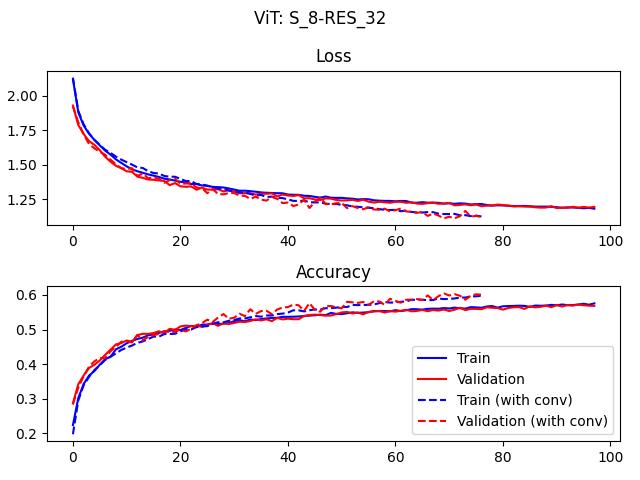 ViT: S_8-RES_32
Loss
2.00
1.75
1.50
1.25
0 20 40 60 80 100
Accuracy
0.6
0.5
0.4
0.3
0.2
Train
Validation
Train (with conv)
Validation (with conv)
0 20 40 60 80 100